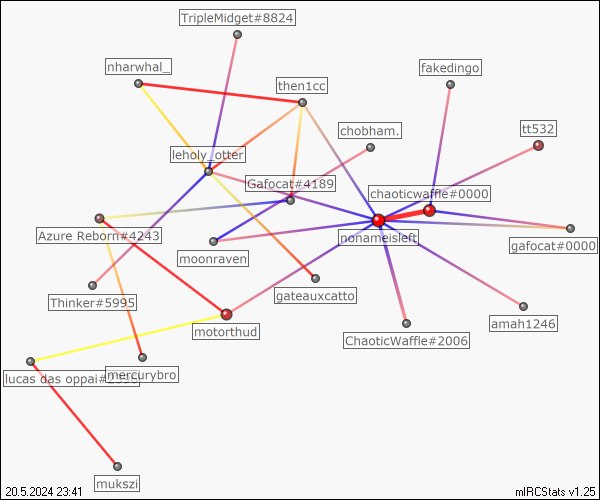 TripleMidget#8824
nharwhal_
fakedingo
then1cc
chobham.
tt532
leholy_otter
Gafocat#4189
chaoticwaffle#0000
Azure Reborn#4243
nonameisleft
gafocat#0000
moonraven
Thinker#5995
gateauxcatto
amah1246
motorthud
ChaoticWaffle#2006
lucas das oppai
mercurybro
mukszi
20.5.2024 23:41
mIRCStats v1.25